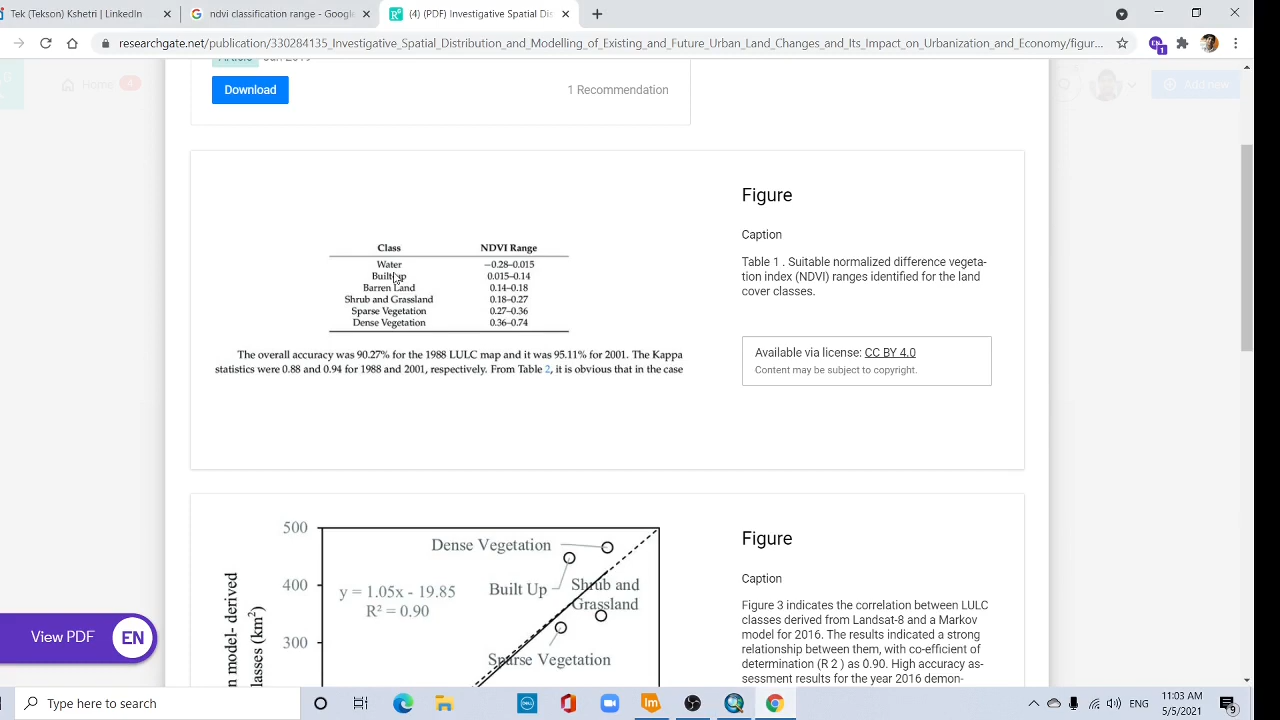 Tek (Tekson) Kshetri | LinkedIn
ndvi classification range - Google
(4) (PDF) Investigative Spatial Dis
researchgate.net/publication/330284135_Investigative_Spatial_Distribution_and_Modelling_of_Existing_and_Future_Urban_Land_Changes_and_Its_Impact_on_Urbanization_and_Economy/figur...
Home 4
Add new
Download
1 Recommendation
Class NDVI Range
Water −0.28–0.015
Built up 0.015–0.14
Barren Land 0.14–0.18
Shrub and Grassland 0.18–0.27
Sparse Vegetation 0.27–0.36
Dense Vegetation 0.36–0.74
The overall accuracy was 90.27% for the 1988 LULC map and it was 95.11% for 2001. The Kappa
statistics were 0.88 and 0.94 for 1988 and 2001, respectively. From Table 2, it is obvious that in the case
Figure
Caption
Table 1 . Suitable normalized difference vegeta-
tion index (NDVI) ranges identified for the land
cover classes.
Available via license: CC BY 4.0
Content may be subject to copyright.
500
400
300
model- derived
(km²)
Dense Vegetation
y = 1.05x - 19.85
R² = 0.90
Built Up
Shrub and
Grassland
Sparse Vegetation
Figure
Caption
Figure 3 indicates the correlation between LULC
classes derived from Landsat-8 and a Markov
model for 2016. The results indicated a strong
relationship between them, with co-efficient of
determination (R 2 ) as 0.90. High accuracy as-
sessment results for the year 2016 demon-
View PDF EN
Type here to search
ENG
11:03 AM
5/5/2021
9